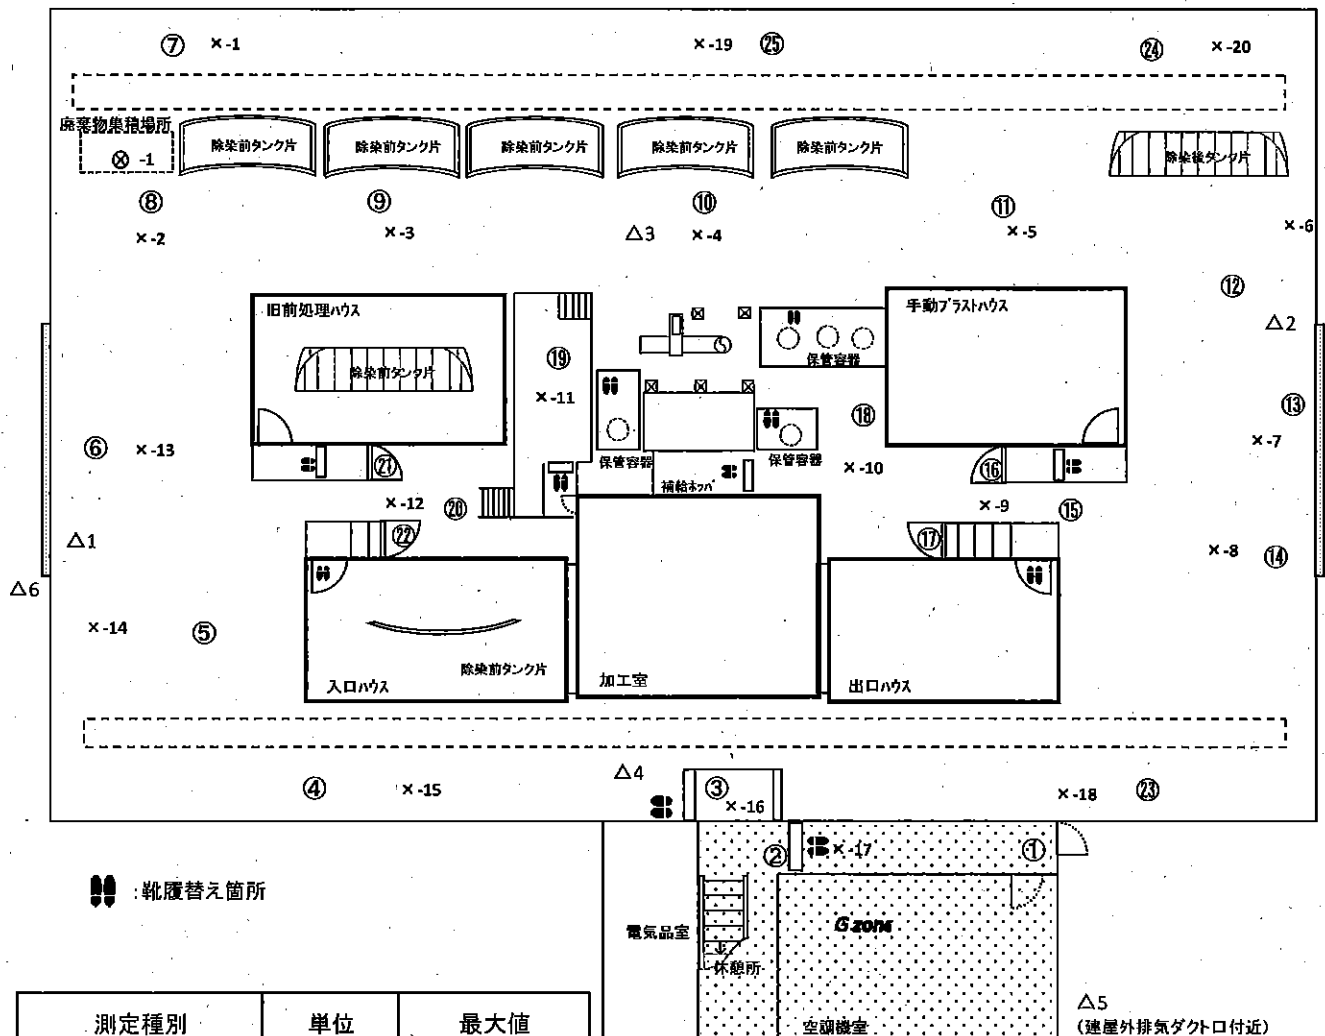 ⑦ ×-1 ×-19 ㉕ ㉔ ×-20
廃棄物集積場所
⊗ -1
除染前タンク片 除染前タンク片 除染前タンク片 除染前タンク片 除染前タンク片 除染後タンク片
⑧ ⑨ ⑩ ⑪
×-2 ×-3 △3 ×-4 ×-5 ×-6
⑫
旧前処理ハウス 手動ブラストハウス
△2
除染前タンク片 ⑲ 保管容器
×-11 ⑱ ⑬
⑥ ×-13 ×-7
㉑ 保管容器 保管容器 ×-10 ⑯
補給ホッパ
×-12 ⑳ ×-9 ⑮
△1 ㉒ ⑰ ×-8 ⑭
△6
×-14 ⑤
除染前タンク片
入口ハウス 加工室 出口ハウス
④ ×-15 △4 ③ ×-16 ×-18 ㉓
② ×-17 ①
:靴履替え箇所
電気品室 G zone
休憩所
測定種別 単位 最大値
空調機室
△5
(建屋外排気ダクト口付近)